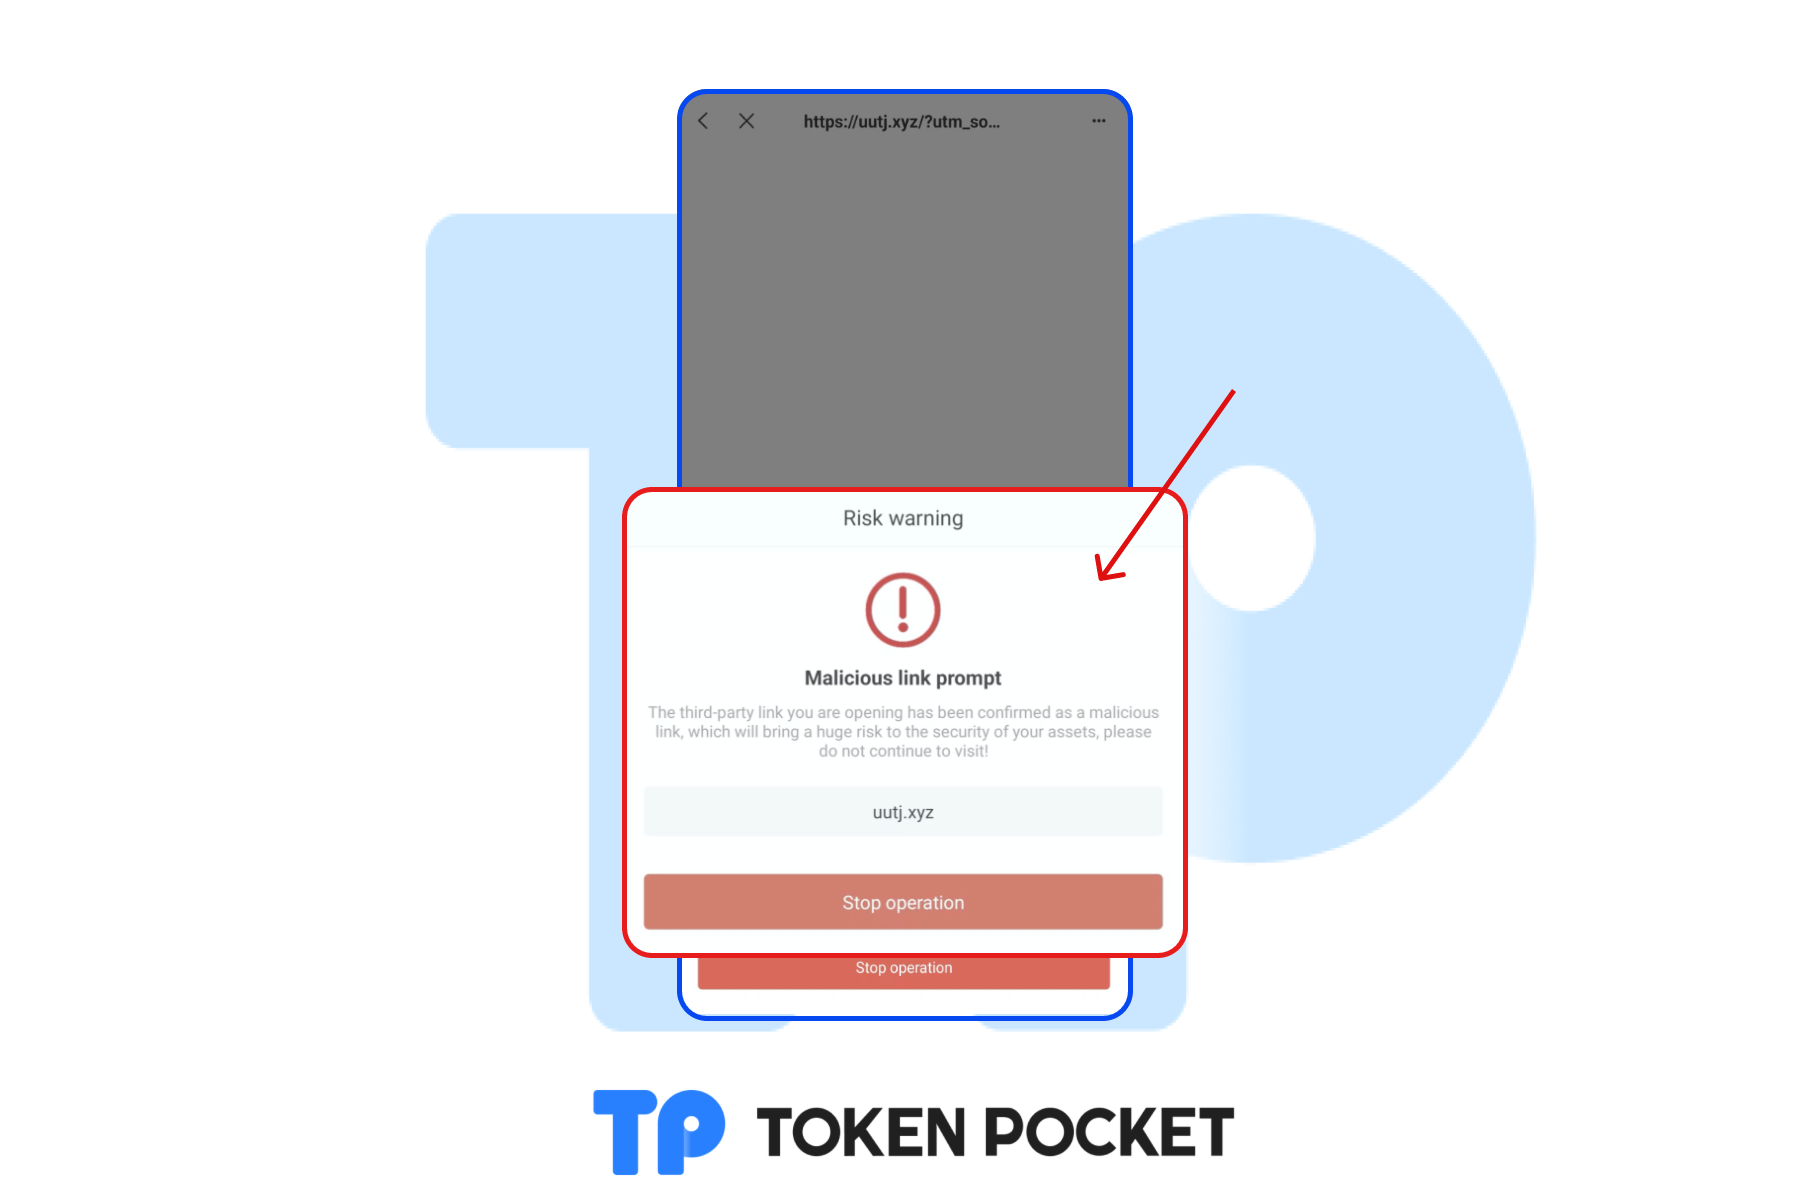 https://uutj.xyz/?utm_so...
Risk warning
Malicious link prompt
The third-party link you are opening has been confirmed as a malicious
link, which will bring a huge risk to the security of your assets, please
do not continue to visit!
uutj.xyz
Stop operation
Stop operation
TP TOKEN POCKET